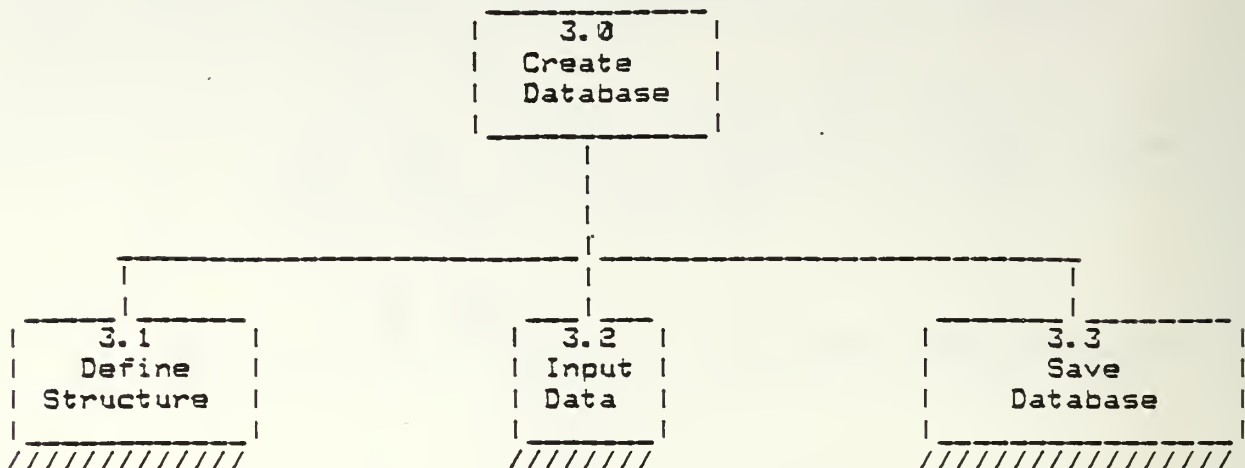 3.0
Create
Database
3.1
Define
Structure
3.2
Input
Data
3.3
Save
Database